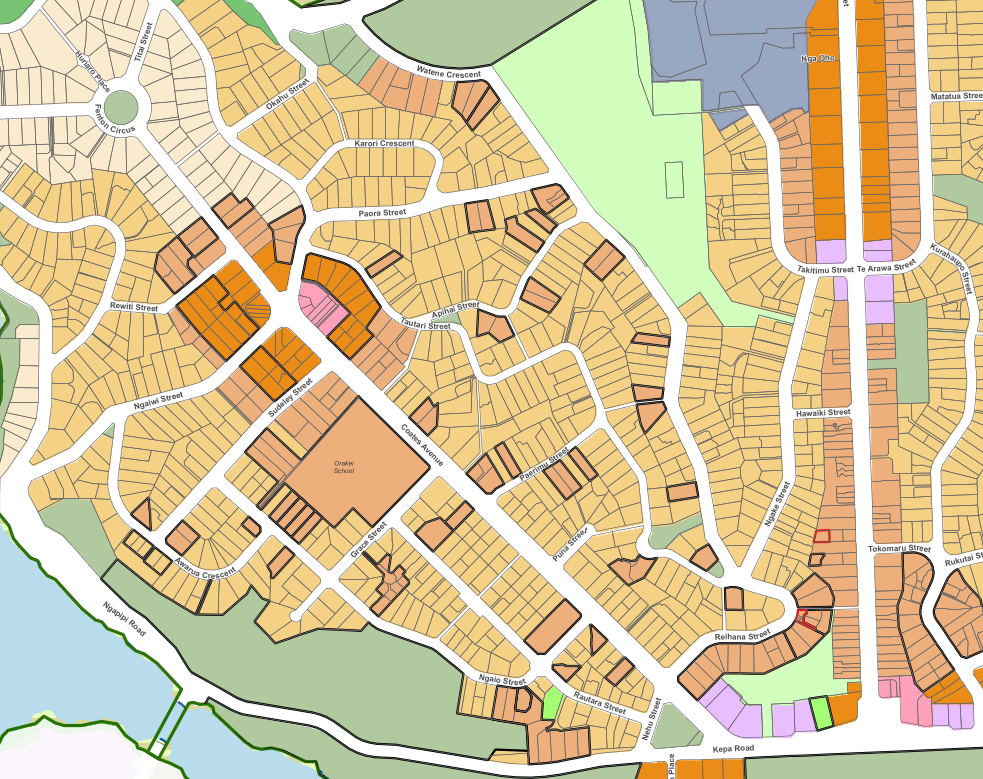 Titai Street
Huriaro Place
Fenton Circus
Okahu Street
Watene Crescent
Nga Oho
Matatua Stree
Karori Crescent
Paora Street
Kurahaupo Street
Takitimu Street
Te Arawa Street
Rewiti Street
Apihai Street
Tautari Street
Ngaiwi Street
Sudeley Street
Hawaiki Street
Coates Avenue
Orakei
School
Paerimu Street
Ngake Street
Grace Street
Puna Street
Tokomaru Street
Rukutai St
Awarua Crescent
Ngapipi Road
Reihana Street
Ngaio Street
Rautara Street
Nehu Street
Kepa Road
Place